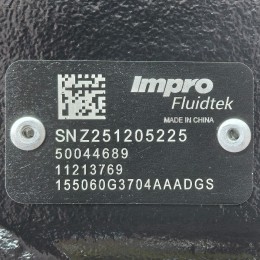 Impro
Fluidtek
MADE IN CHINA
SNZ251205225
50044689
11213769
155060G3704AAADGS